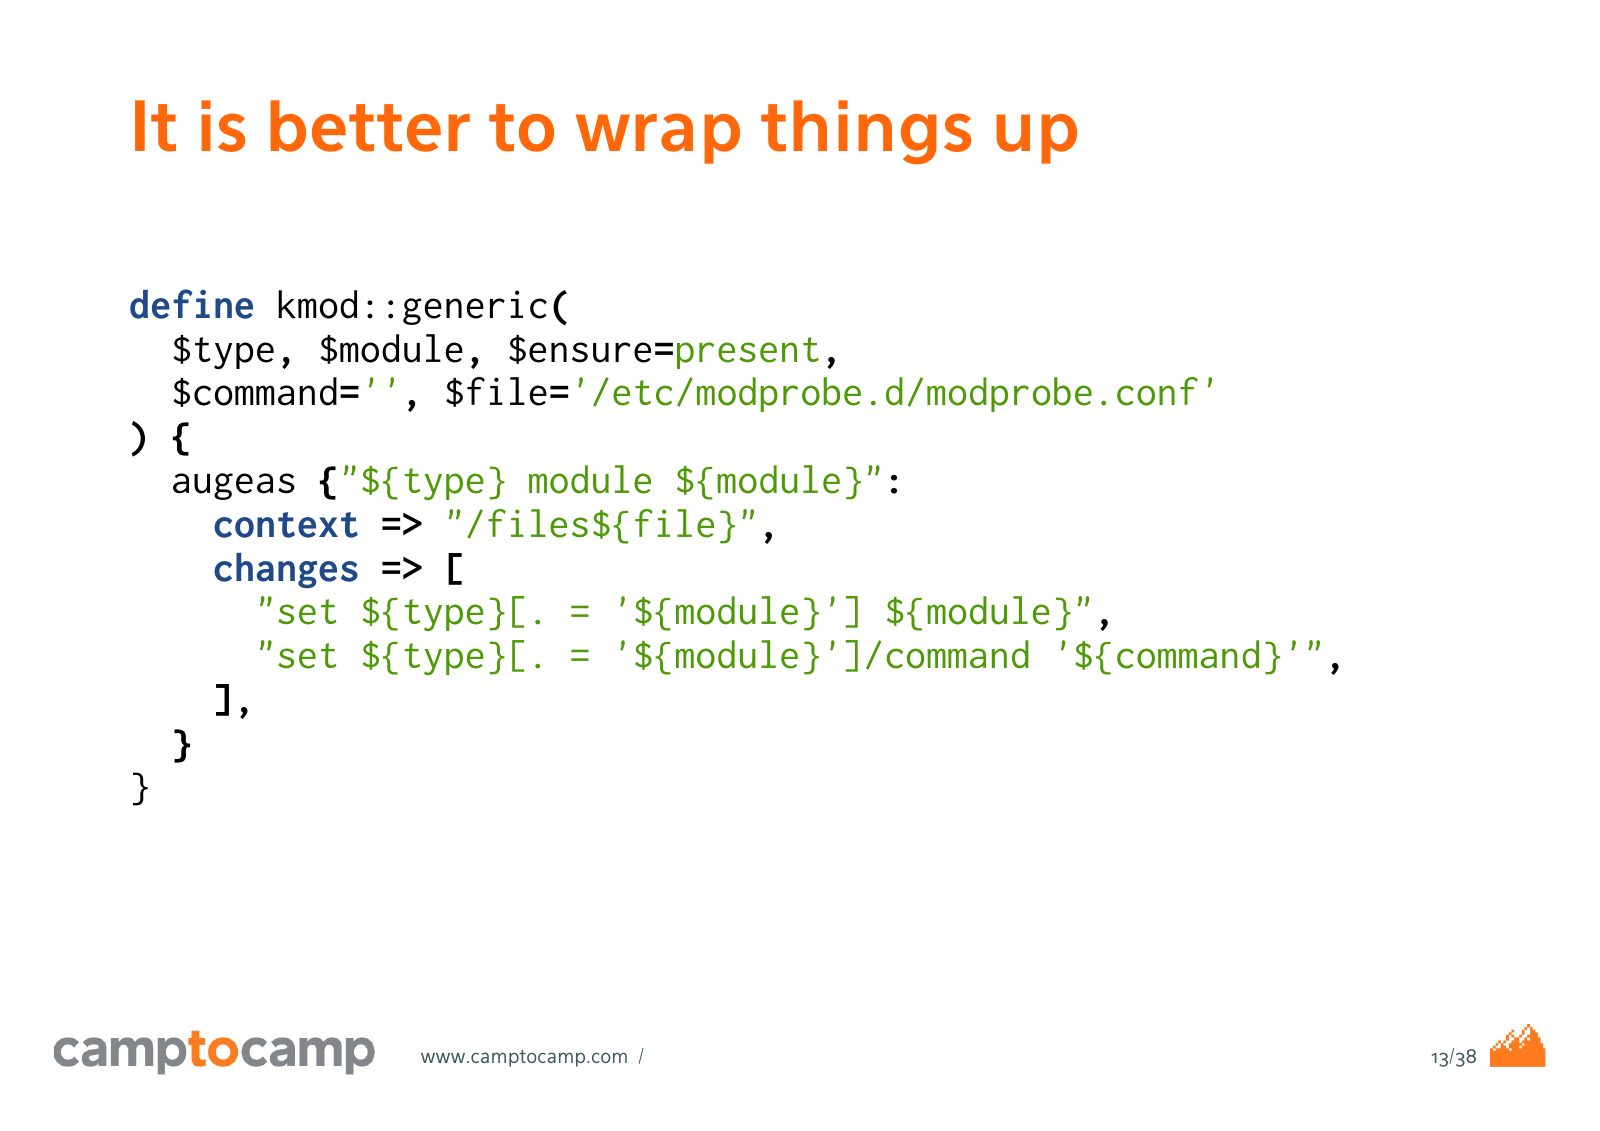 It is better to wrap things up
define kmod::generic(
  $type, $module, $ensure=present,
  $command='', $file='/etc/modprobe.d/modprobe.conf'
) {
  augeas {"${type} module ${module}":
    context => "/files${file}",
    changes => [
      "set ${type}[. = '${module}'] ${module}",
      "set ${type}[. = '${module}']/command '${command}'",
    ],
  }
}
camptocamp www.camptocamp.com / 13/38